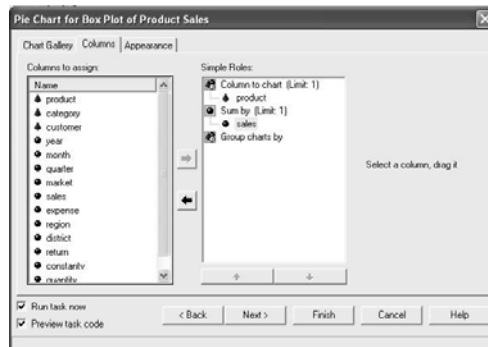 Pie Chart for Box Plot of Product Sales
Chart Gallery Columns Appearance
Columns to assign:
Name
product
category
customer
year
month
quarter
market
sales
expense
region
district
return
constantv
quantity
Simple Roles:
Column to chart (Limit: 1)
product
Sum by (Limit: 1)
sales
Group charts by
Select a column, drag it
Run task now
Preview task code
< Back Next > Finish Cancel Help